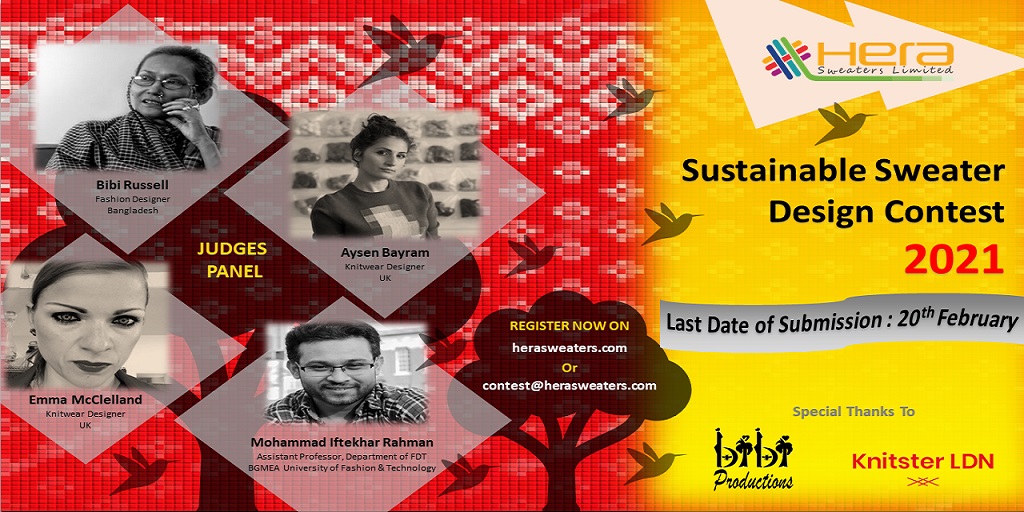 Hera
Sweaters Limited
Sustainable Sweater
Design Contest
2021
Last Date of Submission : 20th February
Special Thanks To
bibi
Productions
Knitster LDN
JUDGES
PANEL
Bibi Russell
Fashion Designer
Bangladesh
Aysen Bayram
Knitwear Designer
UK
Emma McClelland
Knitwear Designer
UK
Mohammad Iftekhar Rahman
Assistant Professor, Department of FDT
BGMEA University of Fashion & Technology
REGISTER NOW ON
herasweaters.com
Or
contest@herasweaters.com